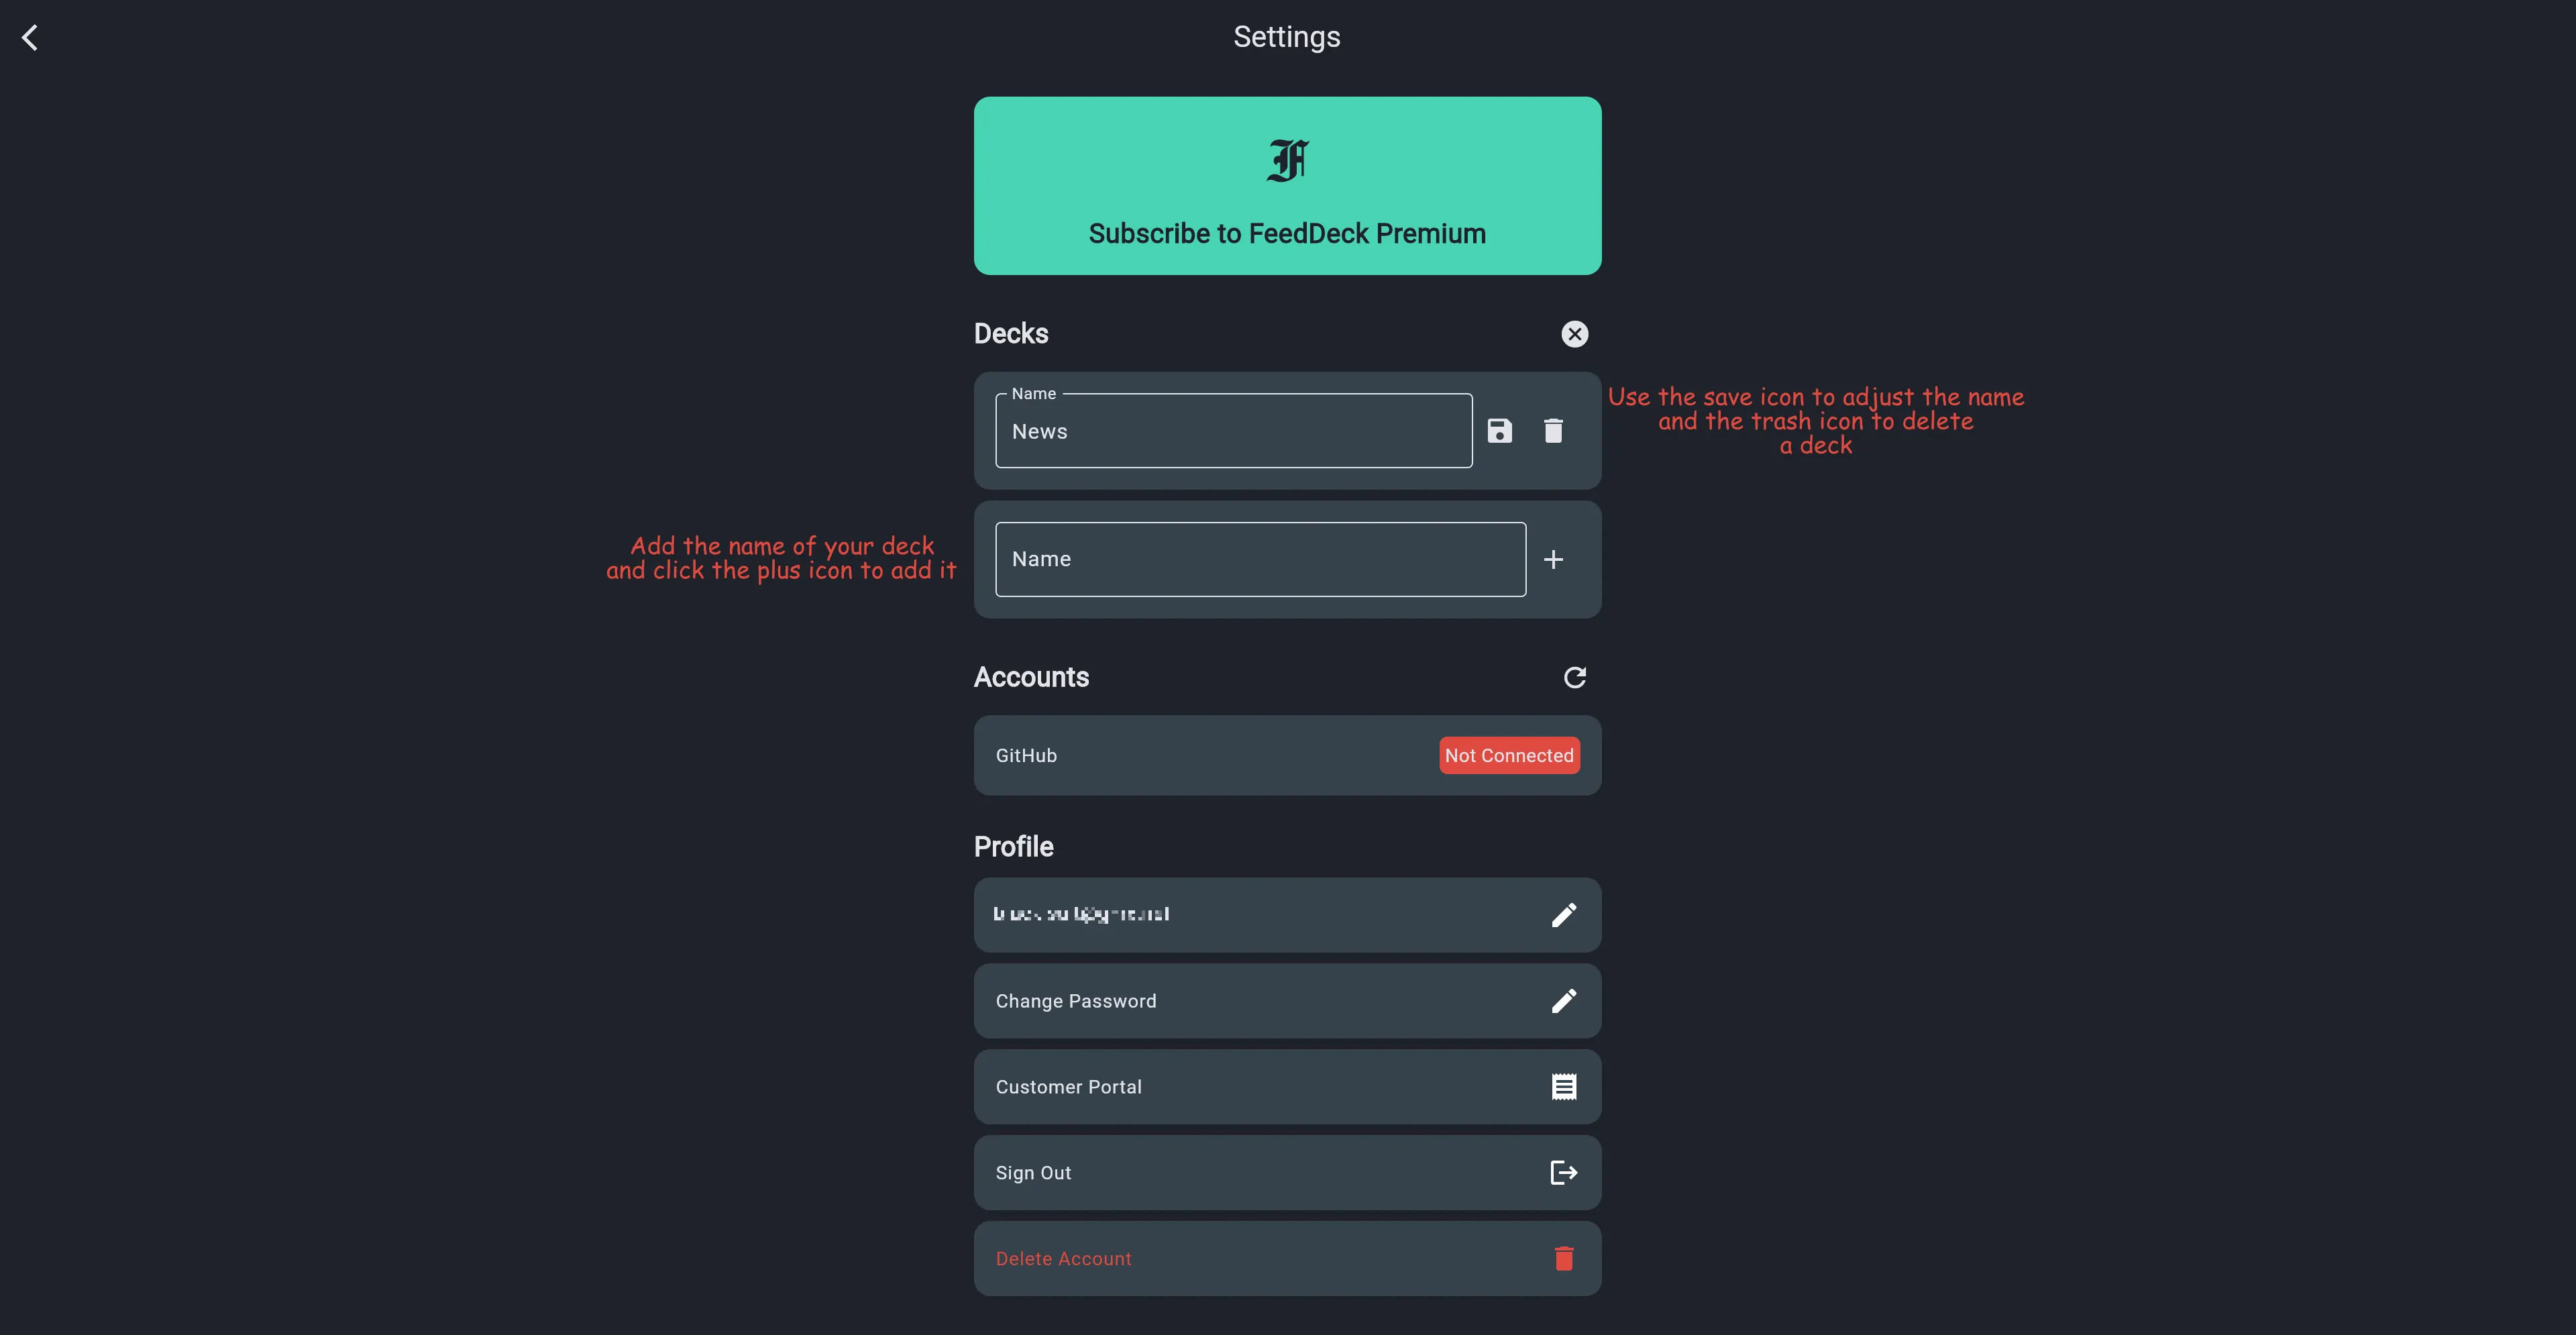 Settings
Subscribe to FeedDeck Premium
Decks
Name
News
Use the save icon to adjust the name
and the trash icon to delete
a deck
Add the name of your deck
and click the plus icon to add it
Name
Accounts
GitHub
Not Connected
Profile
Change Password
Customer Portal
Sign Out
Delete Account